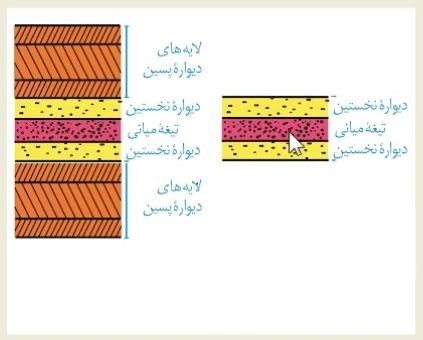 لایه‌های
دیوارهٔ پسین
دیوارهٔ نخستین
تیغهٔ میانی
دیوارهٔ نخستین
لایه‌های
دیوارهٔ پسین
دیوارهٔ نخستین
تیغهٔ میانی
دیوارهٔ نخستین